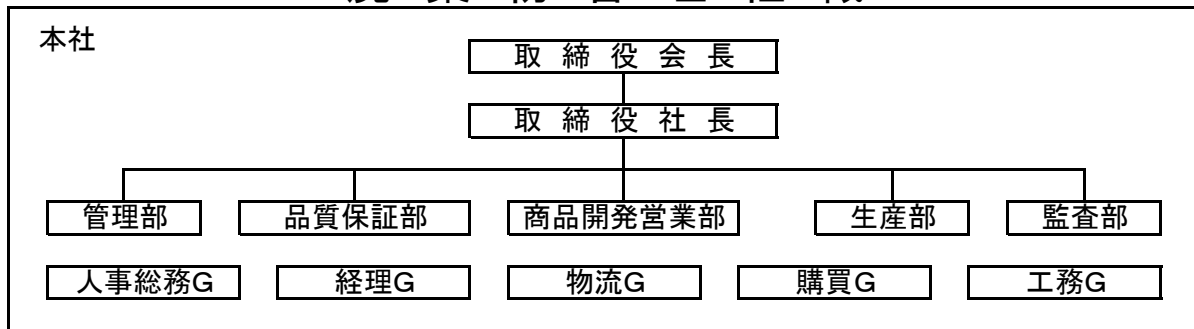 本社
取締役会長
取締役社長
管理部 品質保証部 商品開発営業部 生産部 監査部
人事総務G 経理G 物流G 購買G 工務G